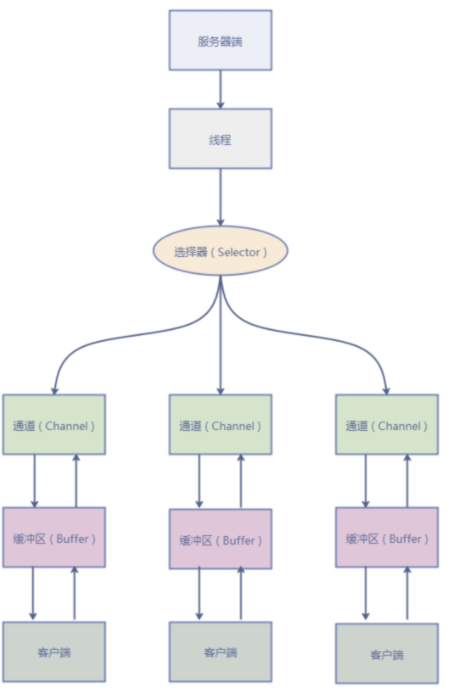 服务器端
线程
选择器 ( Selector )
通道 ( Channel )
通道 ( Channel )
通道 ( Channel )
缓冲区 ( Buffer )
缓冲区 ( Buffer )
缓冲区 ( Buffer )
客户端
客户端
客户端